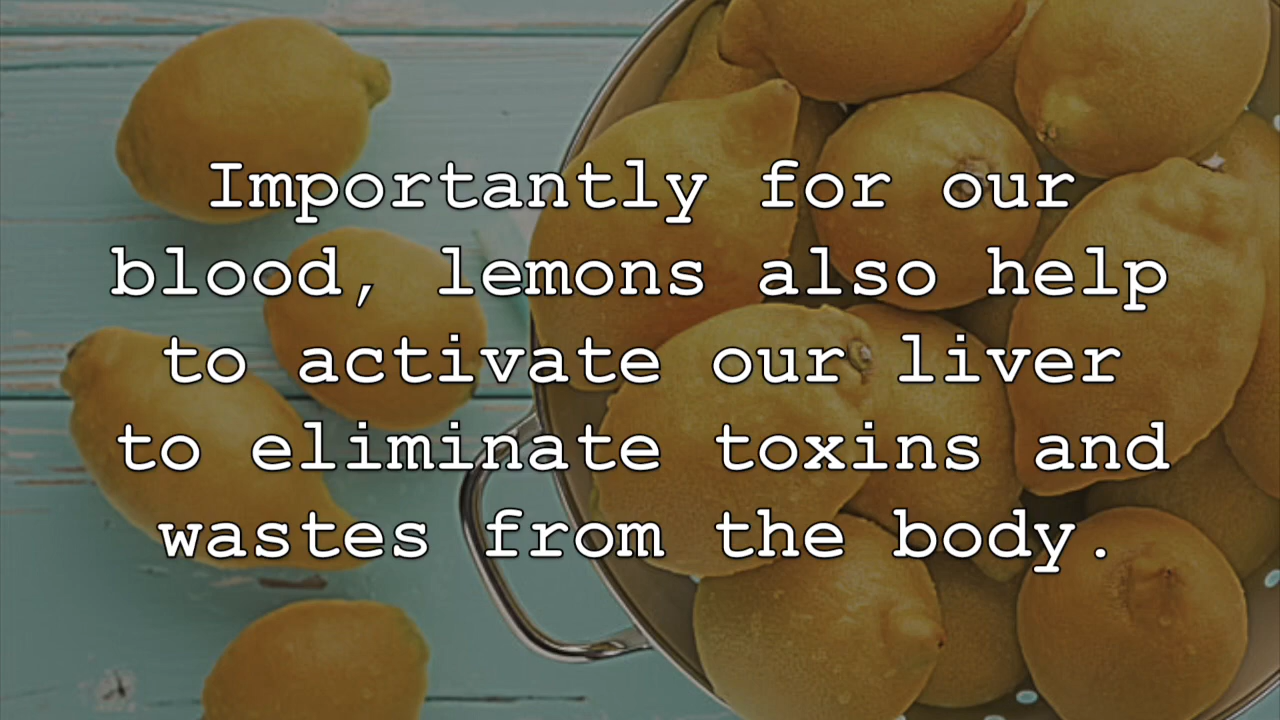 Importantly for our
blood, lemons also help
to activate our liver
to eliminate toxins and
wastes from the body.